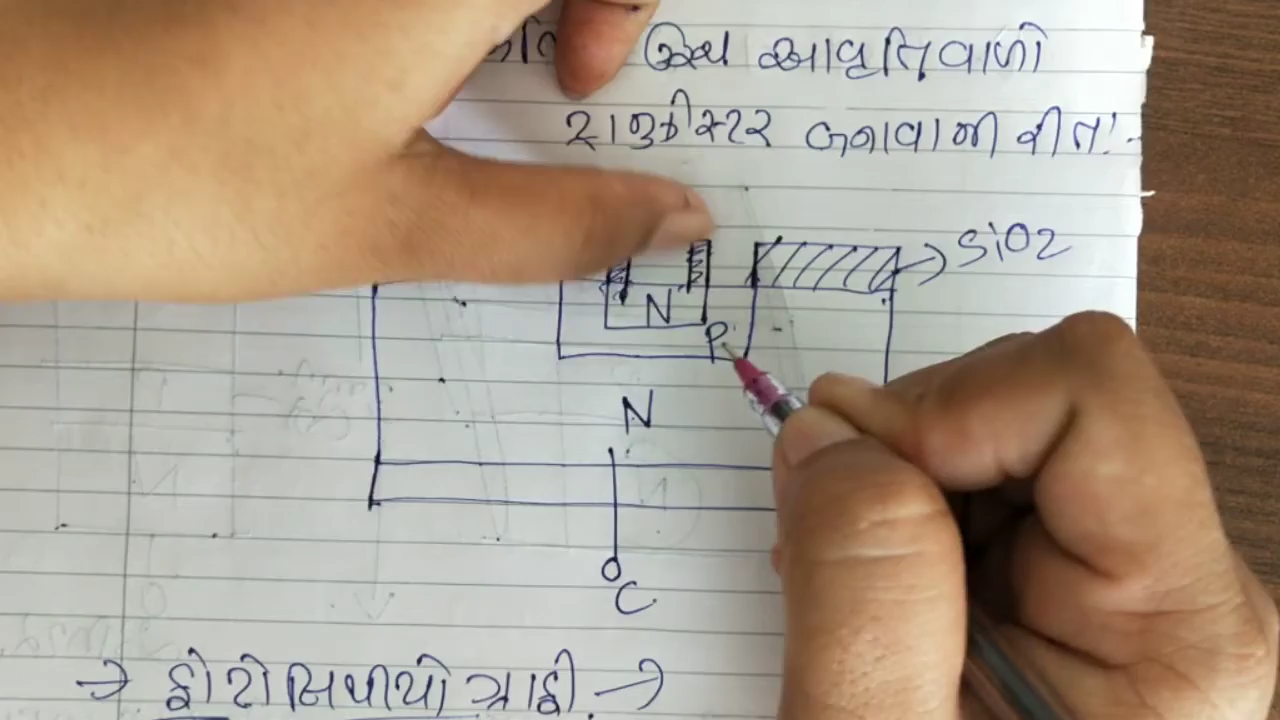 ઉચ્ચ આવૃતિવાળો
ટ્રાન્ઝીસ્ટર બનાવાની રીત:-
SiO2
N
P
N
C
→ ફોટોલિથીયોગ્રાફી →